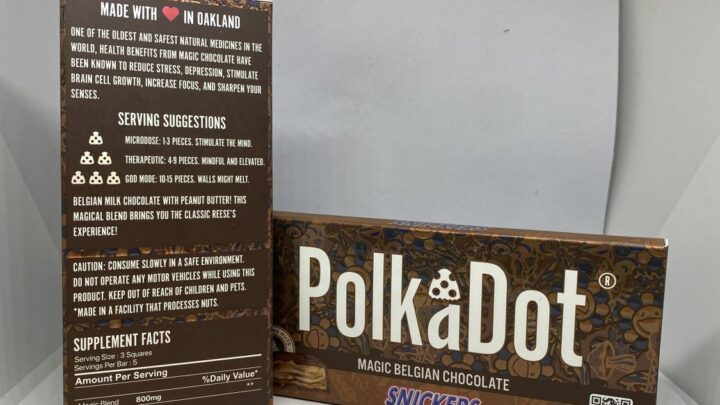 MADE WITH ❤ IN OAKLAND
ONE OF THE OLDEST AND SAFEST NATURAL MEDICINES IN THE
WORLD, HEALTH BENEFITS FROM MAGIC CHOCOLATE HAVE
BEEN KNOWN TO REDUCE STRESS, DEPRESSION, STIMULATE
BRAIN CELL GROWTH, INCREASE FOCUS, AND SHARPEN YOUR
SENSES.
SERVING SUGGESTIONS
MICRODOSE: 1-3 PIECES. STIMULATE THE MIND.
THERAPEUTIC: 4-9 PIECES. MINDFUL AND ELEVATED.
GOD MODE: 10-15 PIECES. WALLS MIGHT MELT.
BELGIAN MILK CHOCOLATE WITH PEANUT BUTTER! THIS
MAGICAL BLEND BRINGS YOU THE CLASSIC REESE'S
EXPERIENCE!
CAUTION: CONSUME SLOWLY IN A SAFE ENVIRONMENT.
DO NOT OPERATE ANY MOTOR VEHICLES WHILE USING THIS
PRODUCT. KEEP OUT OF REACH OF CHILDREN AND PETS.
*MADE IN A FACILITY THAT PROCESSES NUTS.
SUPPLEMENT FACTS
Serving Size : 3 Squares
Servings Per Bar : 5
Amount Per Serving %Daily Value*
Magic Blend 800mg **
SNICKERS
PolkaDot®
MAGIC BELGIAN CHOCOLATE
SNICKERS